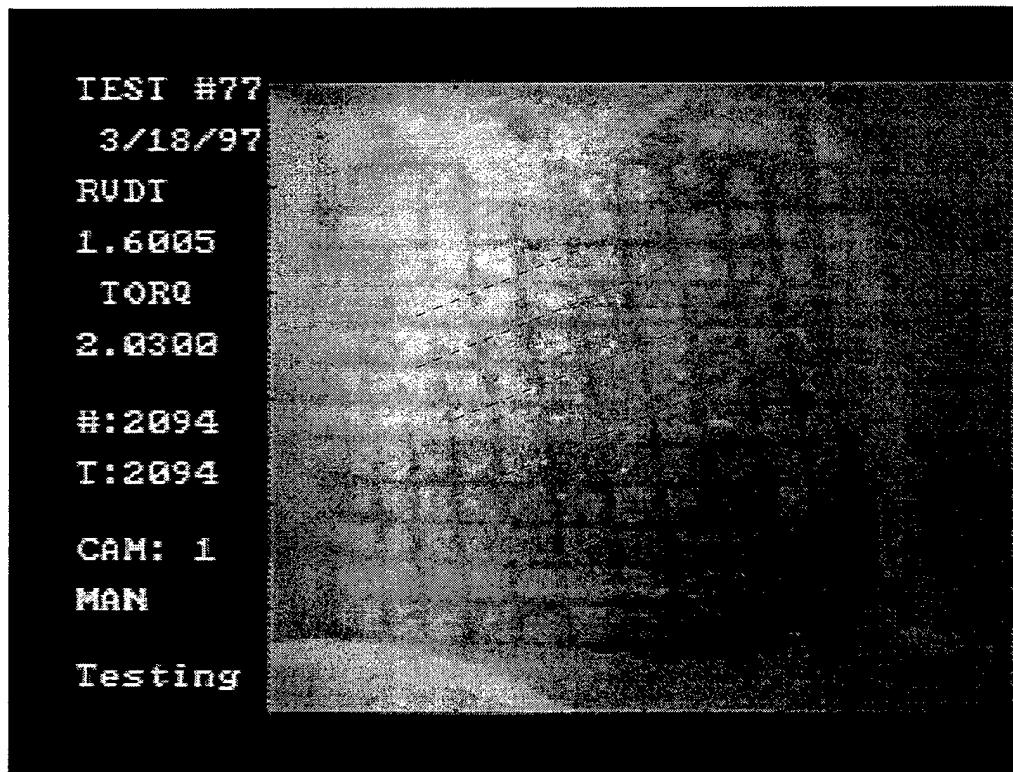 TEST #77
3/18/97
RVDT
1.6005
TORQ
2.0300
#:2094
T:2094
CAM: 1
MAN
Testing